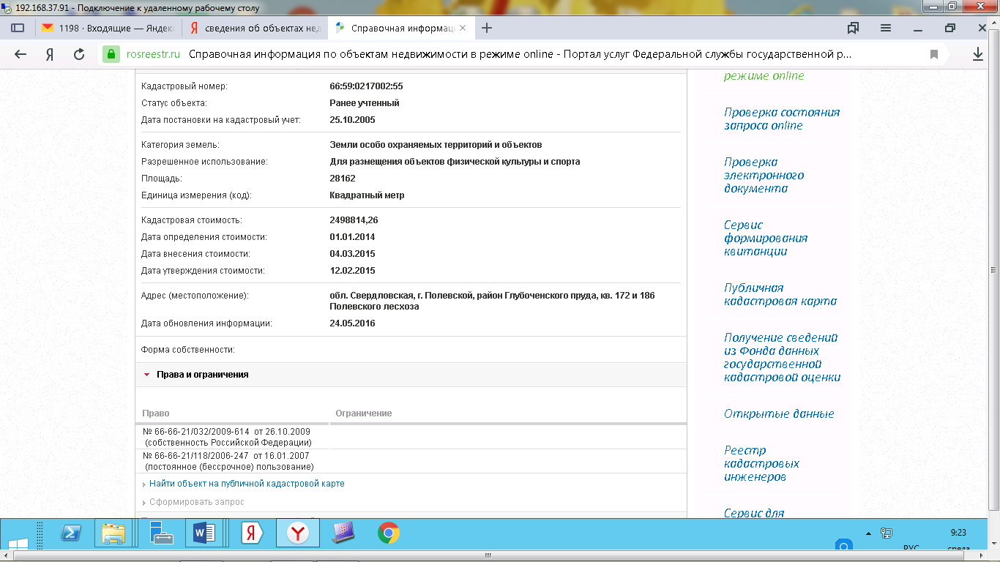 192.168.37.91 - Подключение к удаленному рабочему столу
1198 · Входящие — Яндекс
сведения об объектах нед
Справочная информаци
rosreestr.ru Справочная информация по объектам недвижимости в режиме online - Портал услуг Федеральной службы государственной р...
Кадастровый номер: 66:59:0217002:55
Статус объекта: Ранее учтенный
Дата постановки на кадастровый учет: 25.10.2005
Категория земель: Земли особо охраняемых территорий и объектов
Разрешенное использование: Для размещения объектов физической культуры и спорта
Площадь: 28162
Единица измерения (код): Квадратный метр
Кадастровая стоимость: 2498814,26
Дата определения стоимости: 01.01.2014
Дата внесения стоимости: 04.03.2015
Дата утверждения стоимости: 12.02.2015
Адрес (местоположение): обл. Свердловская, г. Полевской, район Глубоченского пруда, кв. 172 и 186
Полевского лесхоза
Дата обновления информации: 24.05.2016
Форма собственности:
Права и ограничения
Право Ограничение
№ 66-66-21/032/2009-614 от 26.10.2009
(собственность Российской Федерации)
№ 66-66-21/118/2006-247 от 16.01.2007
(постоянное (бессрочное) пользование)
Найти объект на публичной кадастровой карте
Сформировать запрос
режиме online
Проверка состояния
запроса online
Проверка
электронного
документа
Сервис
формирования
квитанции
Публичная
кадастровая карта
Получение сведений
из Фонда данных
государственной
кадастровой оценки
Открытые данные
Реестр
кадастровых
инженеров
Сервис для
РУС
9:23
среда